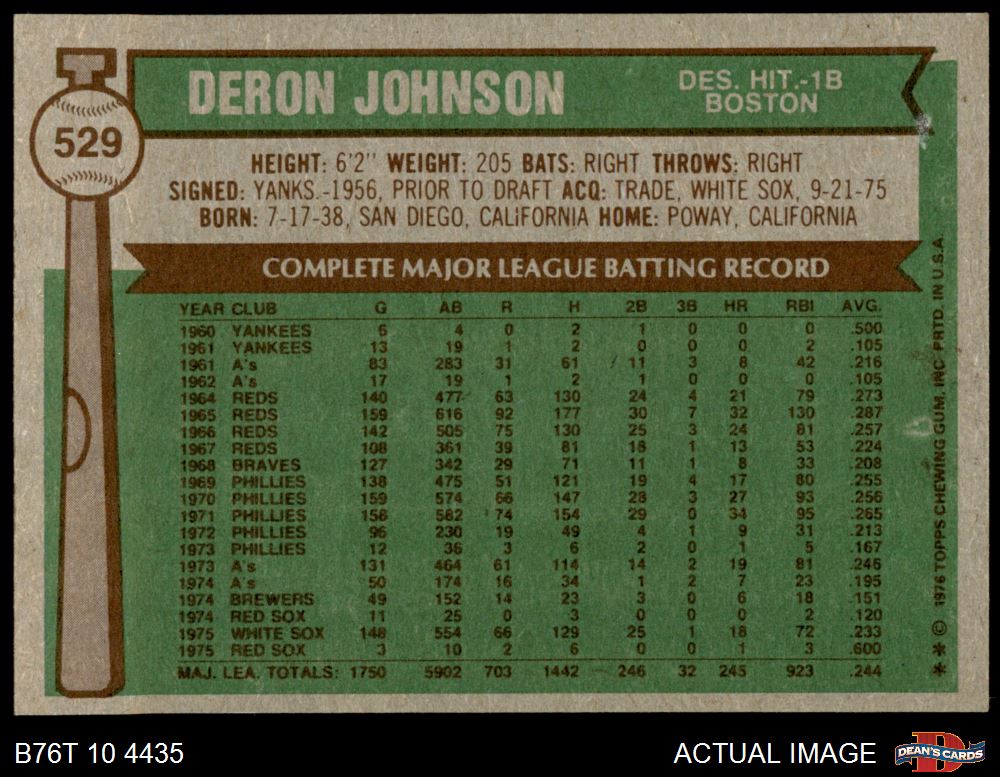 529
DERON JOHNSON
DES. HIT.-1B
BOSTON
HEIGHT: 6'2" WEIGHT: 205 BATS: RIGHT THROWS: RIGHT
SIGNED: YANKS.-1956, PRIOR TO DRAFT ACQ: TRADE, WHITE SOX, 9-21-75
BORN: 7-17-38, SAN DIEGO, CALIFORNIA HOME: POWAY, CALIFORNIA
COMPLETE MAJOR LEAGUE BATTING RECORD
YEAR CLUB G AB R H 2B 3B HR RBI AVG.
1960 YANKEES 6 4 0 2 1 0 0 0 .500
1961 YANKEES 13 19 1 2 0 0 0 2 .105
1961 A's 83 283 31 61 11 3 8 42 .216
1962 A's 17 19 1 2 1 0 0 0 .105
1964 REDS 140 477 63 130 24 4 21 79 .273
1965 REDS 159 616 92 177 30 7 32 130 .287
1966 REDS 142 505 75 130 25 3 24 81 .257
1967 REDS 108 361 39 81 18 1 13 53 .224
1968 BRAVES 127 342 29 71 11 1 8 33 .208
1969 PHILLIES 138 475 51 121 19 4 17 80 .255
1970 PHILLIES 159 574 66 147 28 3 27 93 .256
1971 PHILLIES 158 582 74 154 29 0 34 95 .265
1972 PHILLIES 96 230 19 49 4 1 9 31 .213
1973 PHILLIES 12 36 3 6 2 0 1 5 .167
1973 A's 131 464 61 114 14 2 19 81 .246
1974 A's 50 174 16 34 1 2 7 23 .195
1974 BREWERS 49 152 14 23 3 0 6 18 .151
1974 RED SOX 11 25 0 3 0 0 0 2 .120
1975 WHITE SOX 148 554 66 129 25 1 18 72 .233
1975 RED SOX 3 10 2 6 0 0 1 3 .600
MAJ. LEA. TOTALS: 1750 5902 703 1442 246 32 245 923 .244
* * © 1976 TOPPS CHEWING GUM, INC. PRTD. IN U.S.A.
B76T 10 4435
ACTUAL IMAGE
D
DEAN'S CARDS